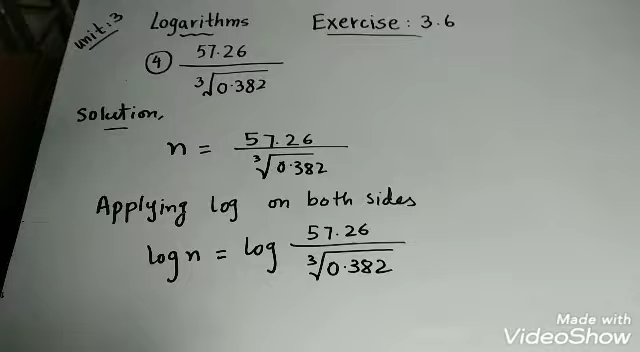 unit:3 Logarithms Exercise: 3.6
④ 57.26 / ∛0.382
Solution,
n = 57.26 / ∛0.382
Applying log on both sides
log n = log 57.26 / ∛0.382
Made with
VideoShow